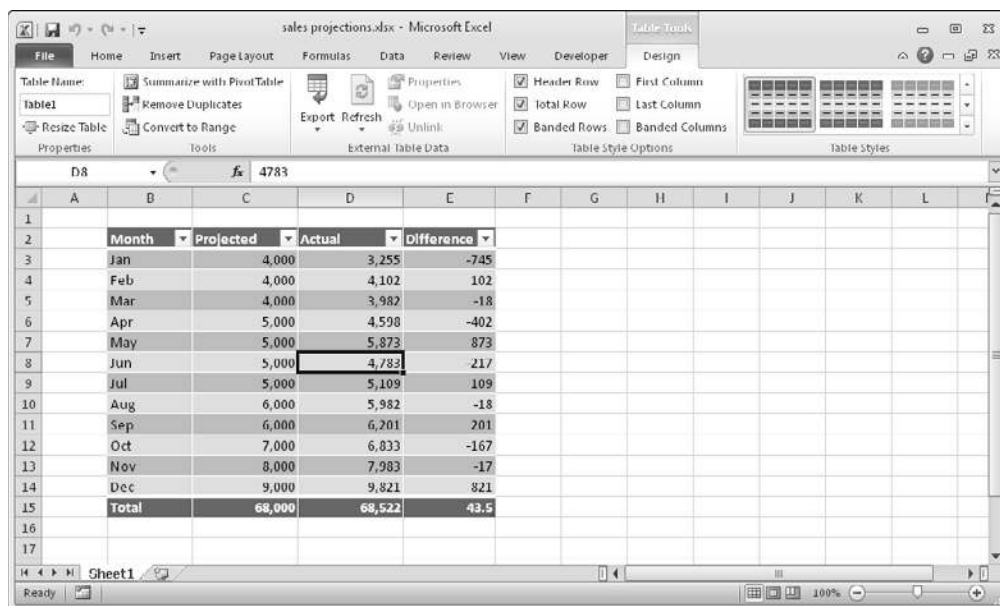 sales projections.xlsx - Microsoft Excel Table Tools
File Home Insert Page Layout Formulas Data Review View Developer Design
Table Name:
Table1
Resize Table
Properties
Summarize with PivotTable
Remove Duplicates
Convert to Range
Tools
Export Refresh
Properties
Open in Browser
Unlink
External Table Data
Header Row First Column
Total Row Last Column
Banded Rows Banded Columns
Table Style Options
Table Styles
D8 fx 4783
A B C D E F G H I J K L
1
2 Month Projected Actual Difference
3 Jan 4,000 3,255 -745
4 Feb 4,000 4,102 102
5 Mar 4,000 3,982 -18
6 Apr 5,000 4,598 -402
7 May 5,000 5,873 873
8 Jun 5,000 4,783 -217
9 Jul 5,000 5,109 109
10 Aug 6,000 5,982 -18
11 Sep 6,000 6,201 201
12 Oct 7,000 6,833 -167
13 Nov 8,000 7,983 -17
14 Dec 9,000 9,821 821
15 Total 68,000 68,522 43.5
16
17
Sheet1
Ready 100%